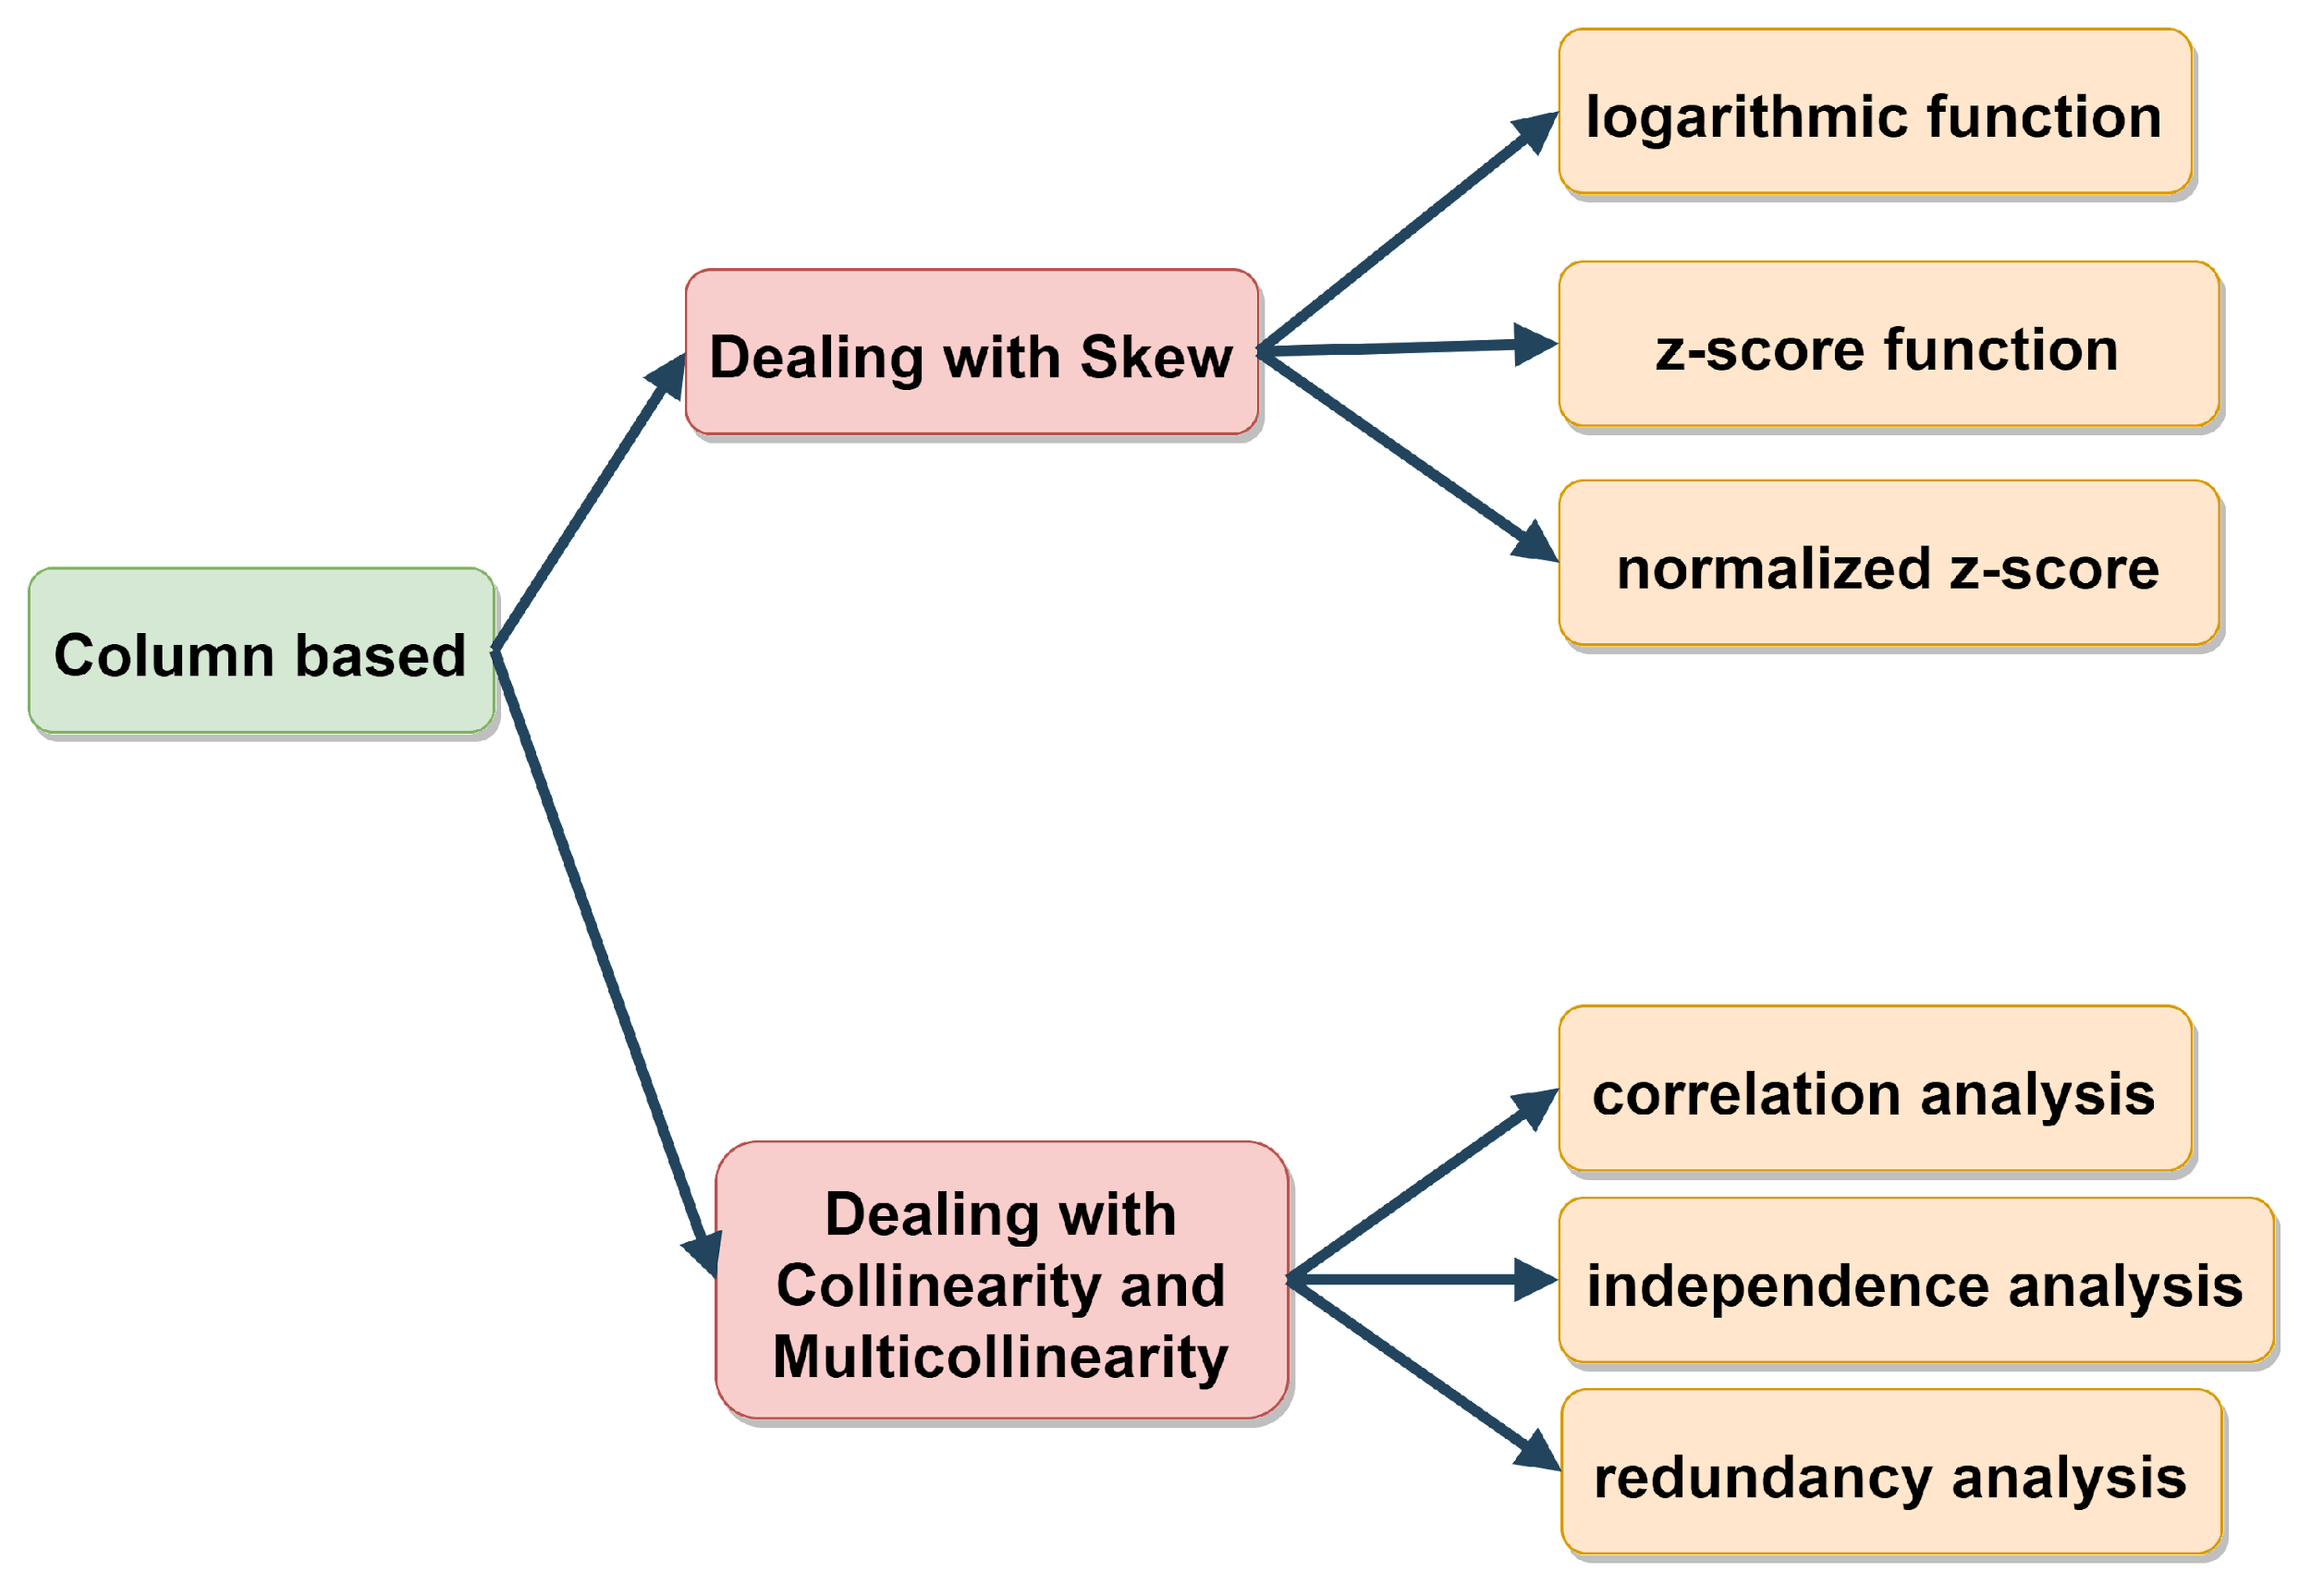 Column based
Dealing with Skew
logarithmic function
z-score function
normalized z-score
Dealing with
Collinearity and
Multicollinearity
correlation analysis
independence analysis
redundancy analysis